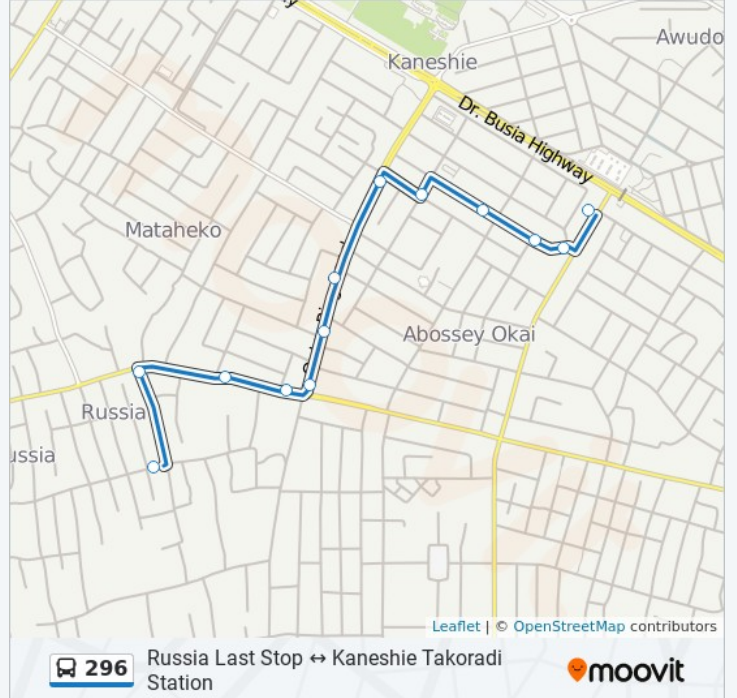 Awudo
Kaneshie
Dr. Busia Highway
Mataheko
Abossey Okai
Russia
ussia
Leaflet | © OpenStreetMap contributors
296
Russia Last Stop ↔ Kaneshie Takoradi
Station
moovit